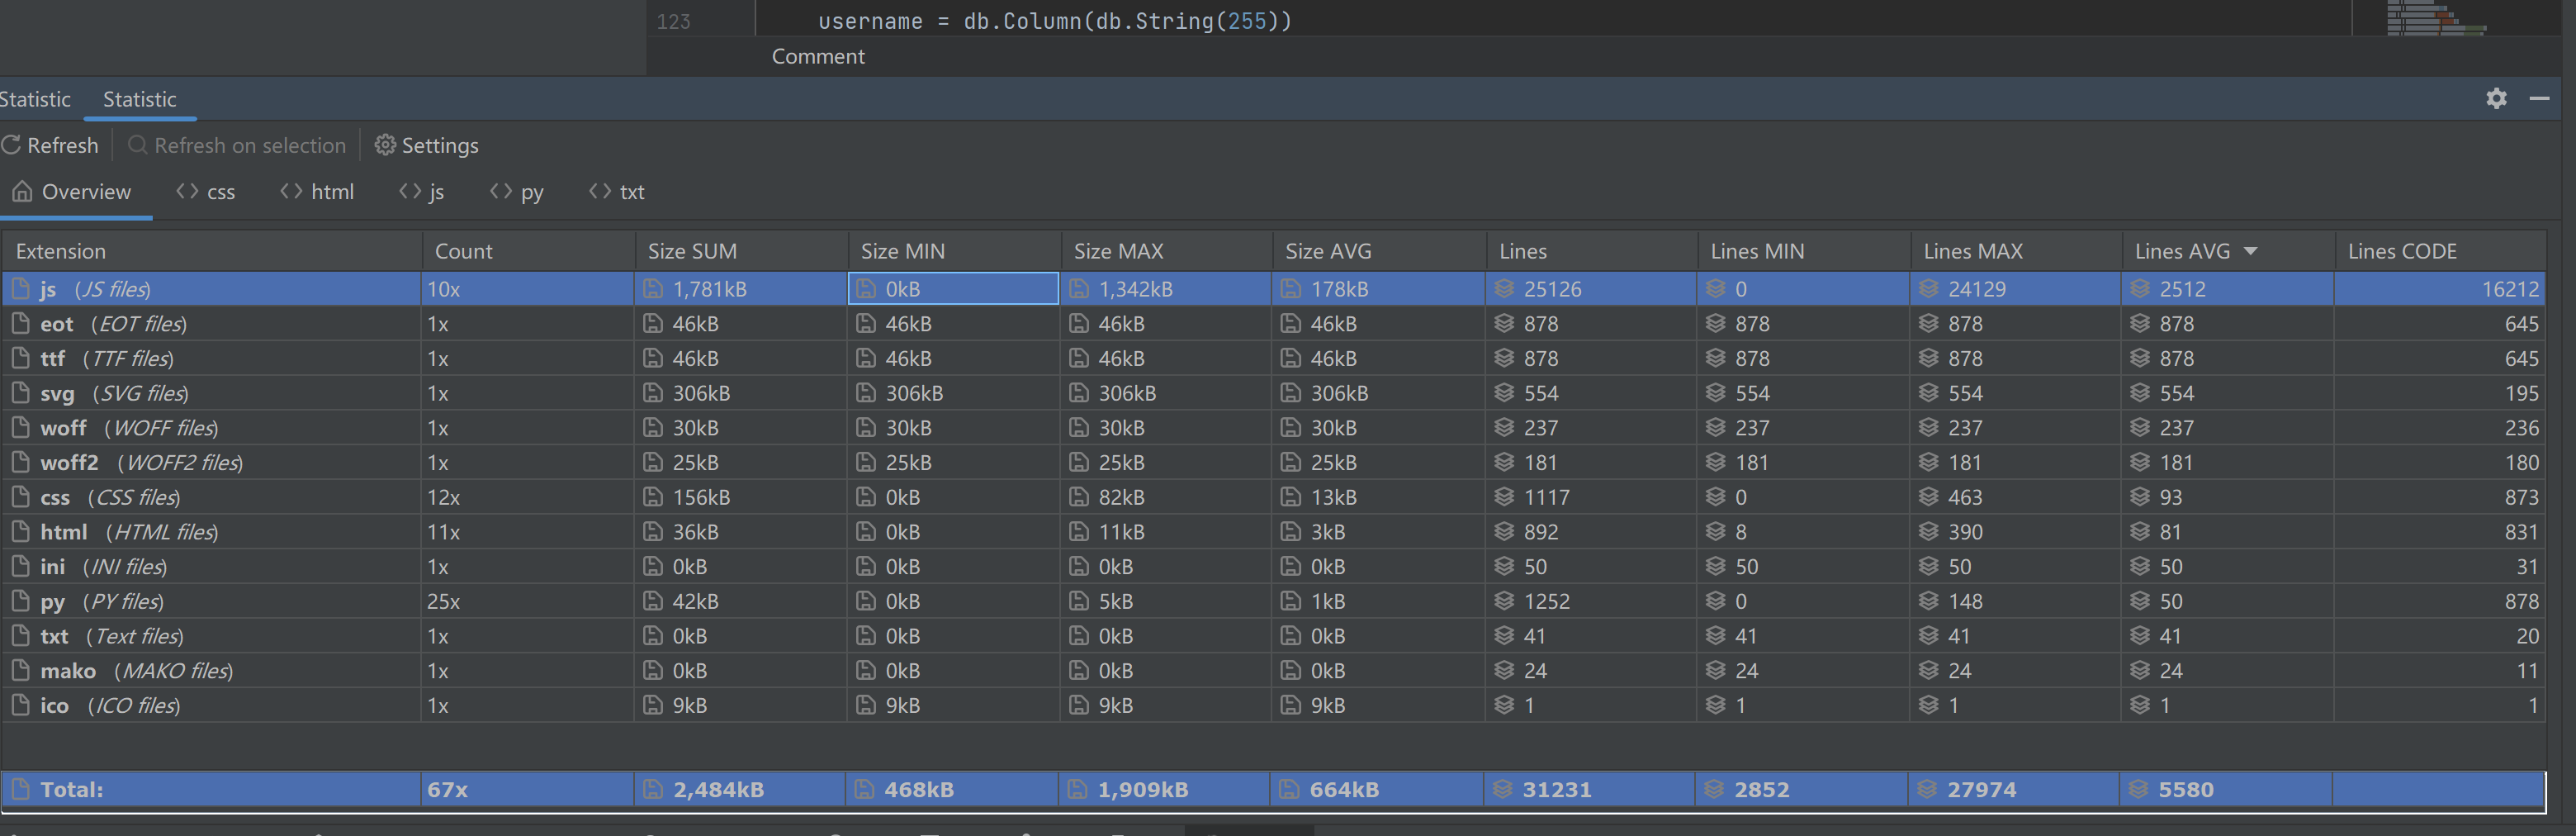 123 username = db.Column(db.String(255))
Comment
Statistic Statistic
Refresh Refresh on selection Settings
Overview css html js py txt
Extension Count Size SUM Size MIN Size MAX Size AVG Lines Lines MIN Lines MAX Lines AVG Lines CODE
js (JS files) 10x 1,781kB 0kB 1,342kB 178kB 25126 0 24129 2512 16212
eot (EOT files) 1x 46kB 46kB 46kB 46kB 878 878 878 878 645
ttf (TTF files) 1x 46kB 46kB 46kB 46kB 878 878 878 878 645
svg (SVG files) 1x 306kB 306kB 306kB 306kB 554 554 554 554 195
woff (WOFF files) 1x 30kB 30kB 30kB 30kB 237 237 237 237 236
woff2 (WOFF2 files) 1x 25kB 25kB 25kB 25kB 181 181 181 181 180
css (CSS files) 12x 156kB 0kB 82kB 13kB 1117 0 463 93 873
html (HTML files) 11x 36kB 0kB 11kB 3kB 892 8 390 81 831
ini (INI files) 1x 0kB 0kB 0kB 0kB 50 50 50 50 31
py (PY files) 25x 42kB 0kB 5kB 1kB 1252 0 148 50 878
txt (Text files) 1x 0kB 0kB 0kB 0kB 41 41 41 41 20
mako (MAKO files) 1x 0kB 0kB 0kB 0kB 24 24 24 24 11
ico (ICO files) 1x 9kB 9kB 9kB 9kB 1 1 1 1 1
Total: 67x 2,484kB 468kB 1,909kB 664kB 31231 2852 27974 5580